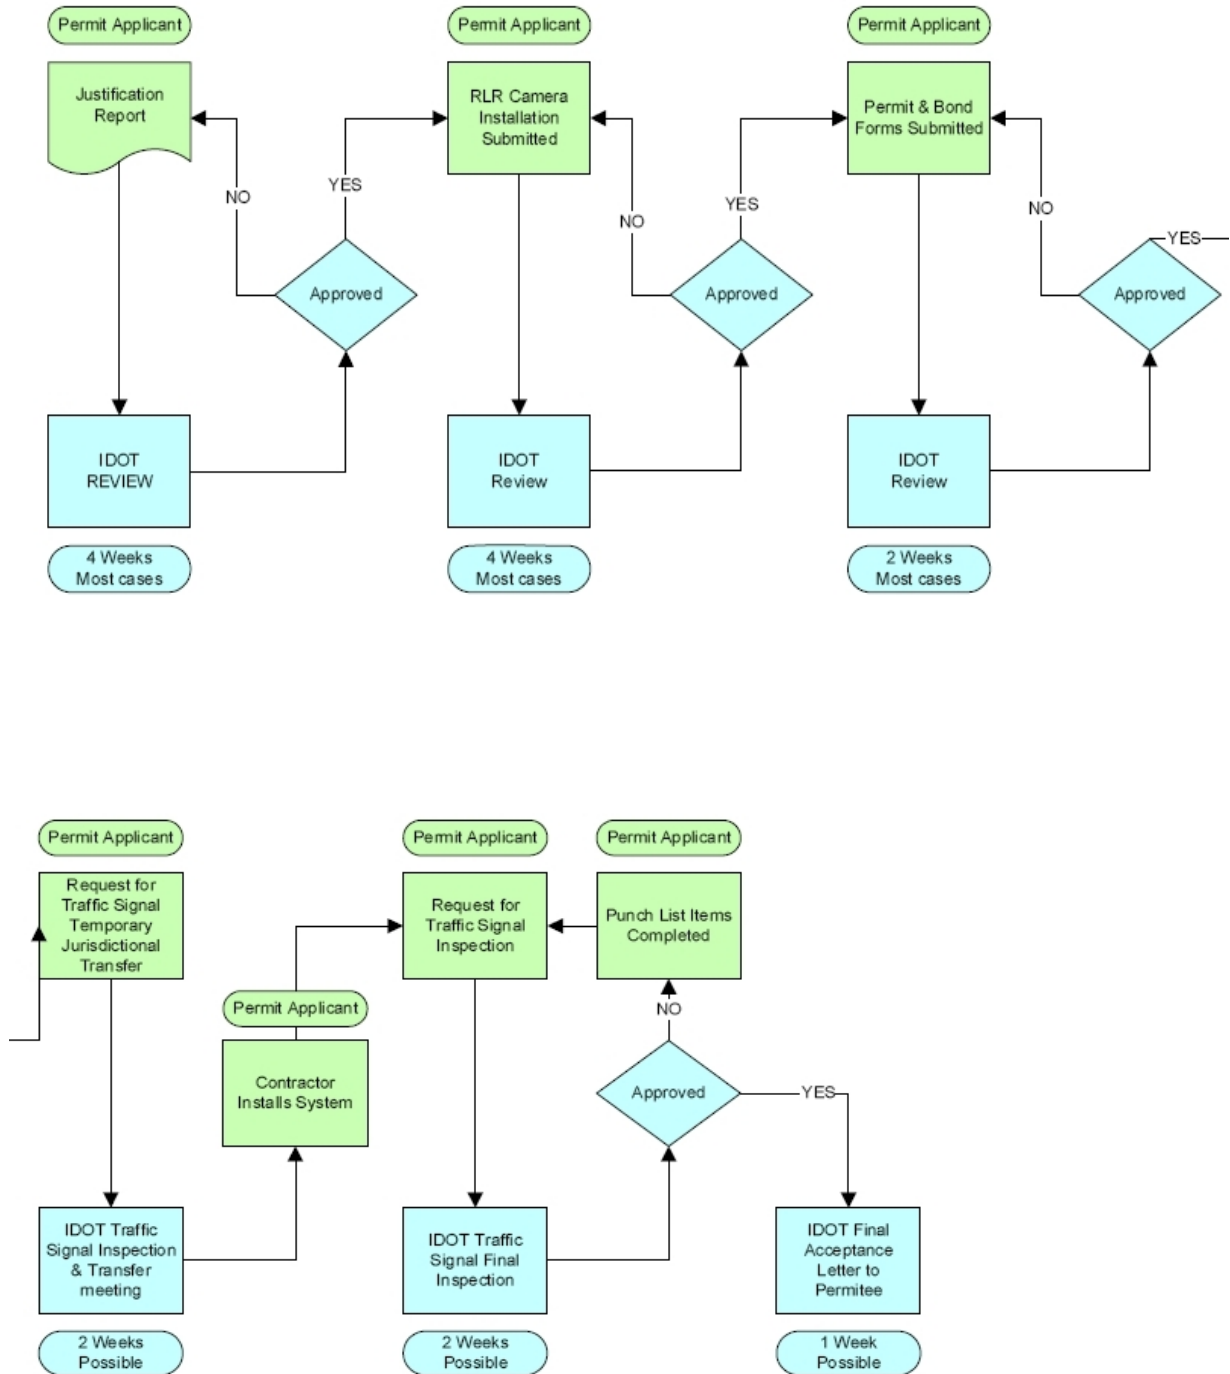 Permit Applicant
Justification
Report
NO
YES
Approved
IDOT
REVIEW
4 Weeks
Most cases
Permit Applicant
RLR Camera
Installation
Submitted
NO
YES
Approved
IDOT
Review
4 Weeks
Most cases
Permit Applicant
Permit & Bond
Forms Submitted
NO
YES
Approved
IDOT
Review
2 Weeks
Most cases
Permit Applicant
Request for
Traffic Signal
Temporary
Jurisdictional
Transfer
IDOT Traffic
Signal Inspection
& Transfer
meeting
2 Weeks
Possible
Permit Applicant
Contractor
Installs System
Permit Applicant
Request for
Traffic Signal
Inspection
IDOT Traffic
Signal Final
Inspection
2 Weeks
Possible
Permit Applicant
Punch List Items
Completed
NO
Approved
YES
IDOT Final
Acceptance
Letter to
Permitee
1 Week
Possible